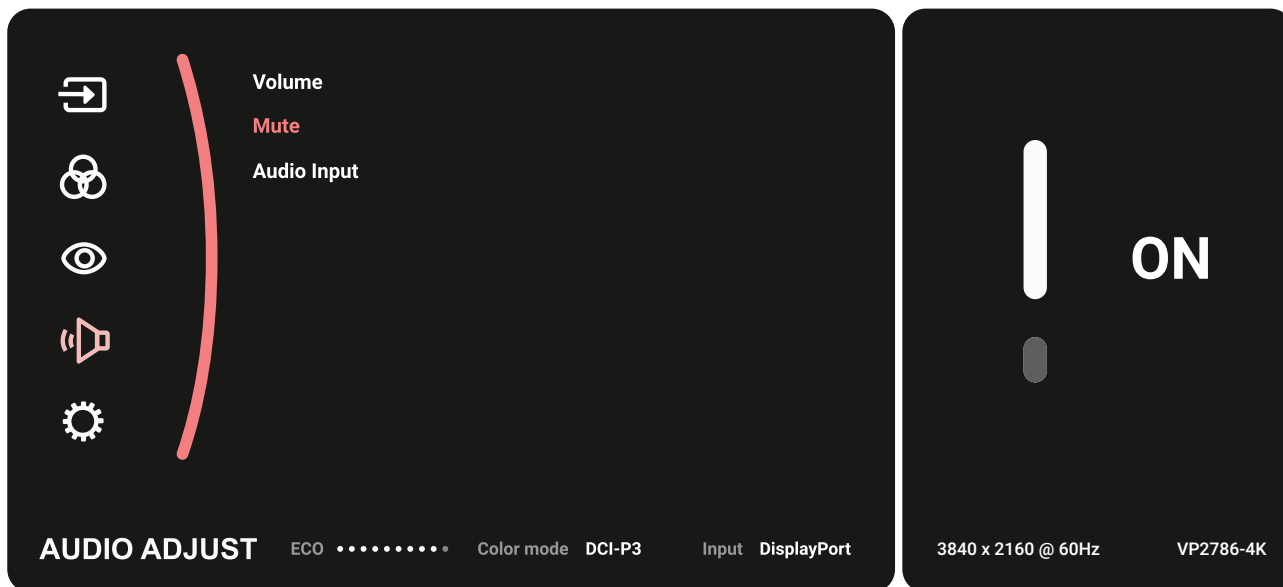 Volume
Mute
Audio Input
ON
AUDIO ADJUST ECO Color mode DCI-P3 Input DisplayPort 3840 x 2160 @ 60Hz VP2786-4K